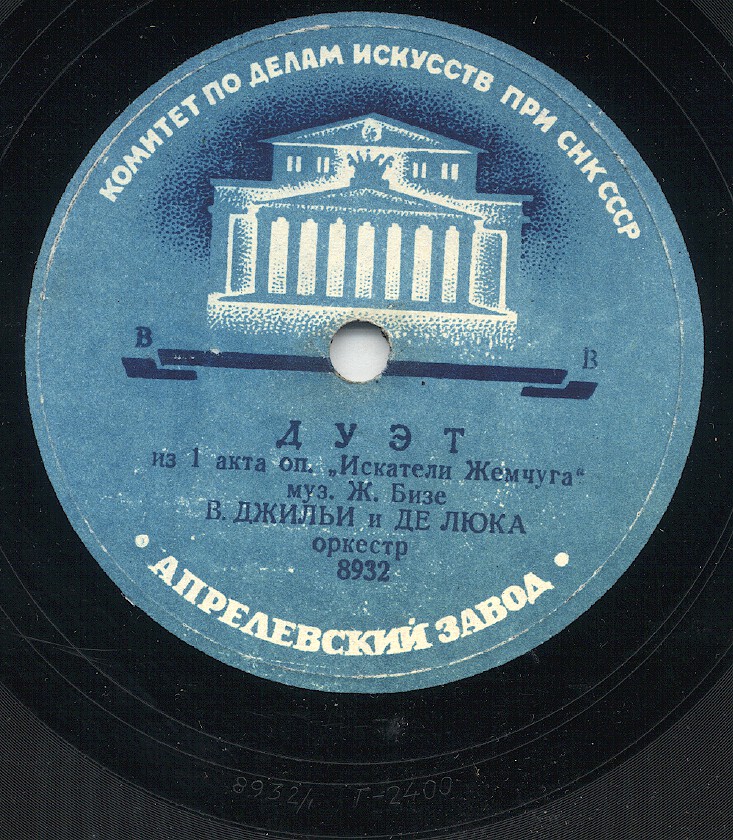 КОМИТЕТ ПО ДЕЛАМ ИСКУССТВ ПРИ СНК СССР
В В
ДУЭТ
из 1 акта оп. „Искатели Жемчуга“
муз. Ж. Бизе
В. ДЖИЛЬИ и ДЕ ЛЮКА
оркестр
8932
• АПРЕЛЕВСКИЙ ЗАВОД •
8932/1 Г-2400